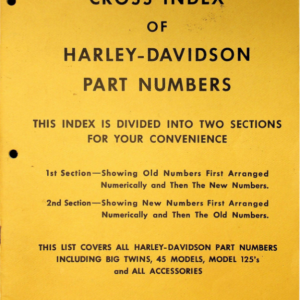 CROSS INDEX
OF
HARLEY-DAVIDSON
PART NUMBERS
THIS INDEX IS DIVIDED INTO TWO SECTIONS
FOR YOUR CONVENIENCE
1st Section—Showing Old Numbers First Arranged
Numerically and Then The New Numbers.
2nd Section—Showing New Numbers First Arranged
Numerically and Then The Old Numbers.
THIS LIST COVERS ALL HARLEY-DAVIDSON PART NUMBERS
INCLUDING BIG TWINS, 45 MODELS, MODEL 125's
and ALL ACCESSORIES